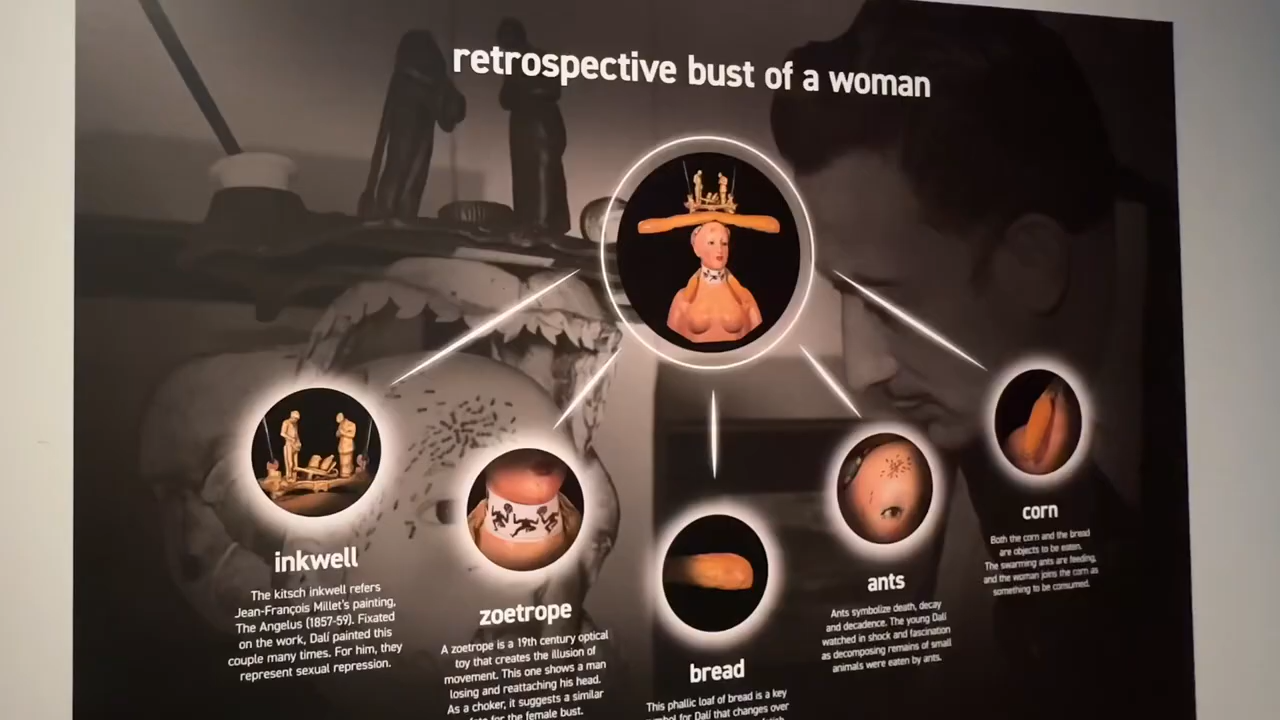 retrospective bust of a woman
inkwell
The kitsch inkwell refers
Jean-François Millet's painting,
The Angelus (1857-59). Fixated
on the work, Dalí painted this
couple many times. For him, they
represent sexual repression.
zoetrope
A zoetrope is a 19th century optical
toy that creates the illusion of
movement. This one shows a man
losing and reattaching his head.
As a choker, it suggests a similar
for the female bust.
bread
This phallic loaf of bread is a key
for Dalí that changes over
ants
Ants symbolize death, decay
and decadence. The young Dalí
watched in shock and fascination
as decomposing remains of small
animals were eaten by ants.
corn
Both the corn and the bread
are objects to be eaten.
The swarming ants are feeding,
and the woman joins the corn as
something to be consumed.